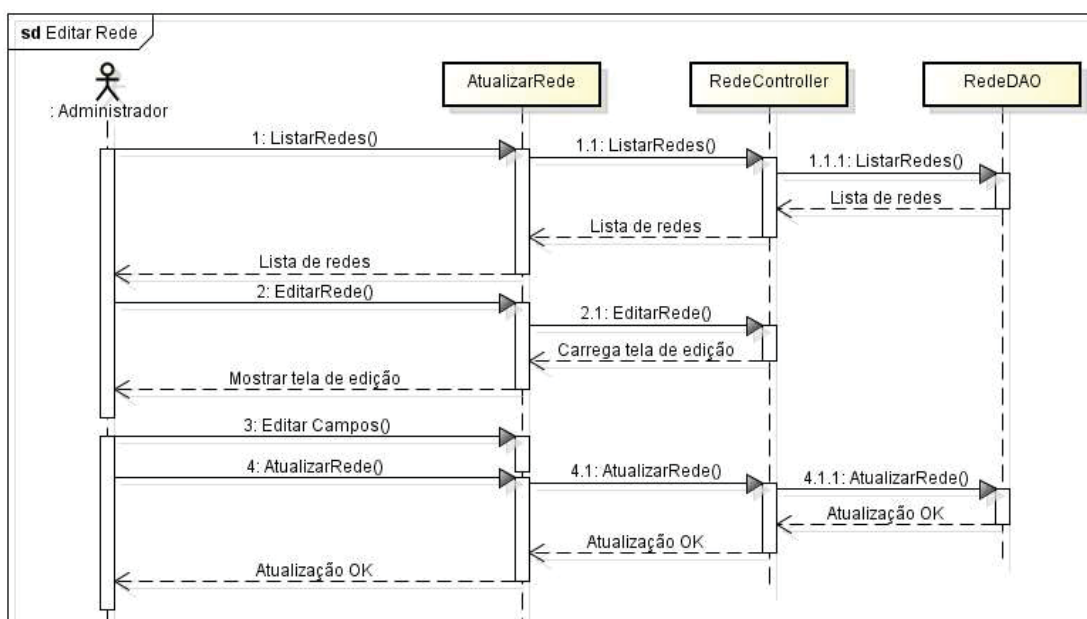 sd Editar Rede
: Administrador
AtualizarRede
RedeController
RedeDAO
1: ListarRedes()
1.1: ListarRedes()
1.1.1: ListarRedes()
Lista de redes
Lista de redes
Lista de redes
2: EditarRede()
2.1: EditarRede()
Carrega tela de edição
Mostrar tela de edição
3: Editar Campos()
4: AtualizarRede()
4.1: AtualizarRede()
4.1.1: AtualizarRede()
Atualização OK
Atualização OK
Atualização OK